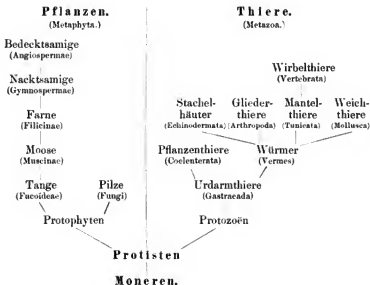 Pflanzen. Thiere.
(Metaphyta.) (Metazoa.)
Bedecktsamige
(Angiospermae)
Wirbelthiere
(Vertebrata)
Nacktsamige
(Gymnospermae)
Stachel- Glieder- Mantel- Weich-
häuter thiere thiere thiere
(Echinodermata) (Arthropoda) (Tunicata) (Mollusca)
Farne
(Filicinae)
Moose Pflanzenthiere Würmer
(Muscinae) (Coelenterata) (Vermes)
Tange Pilze Urdarmthiere
(Fucoideae) (Fungi) (Gastraeada)
Protophyten Protozoën
Protisten
Moneren.